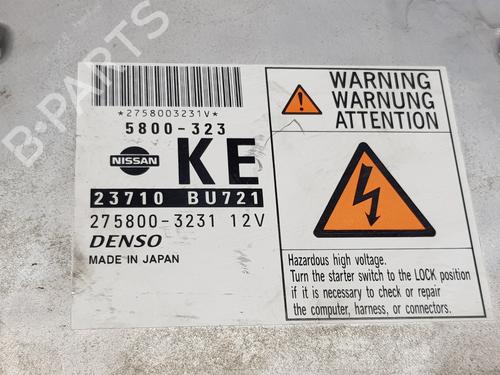 *2758003231V*
5800-323
NISSAN
KE
23710 BU721
275800-3231 12V
DENSO
MADE IN JAPAN
WARNING
WARNUNG
ATTENTION
Hazardous high voltage.
Turn the starter switch to the LOCK position
if it is necessary to check or repair
the computer, harness, or connectors.
B-PARTS